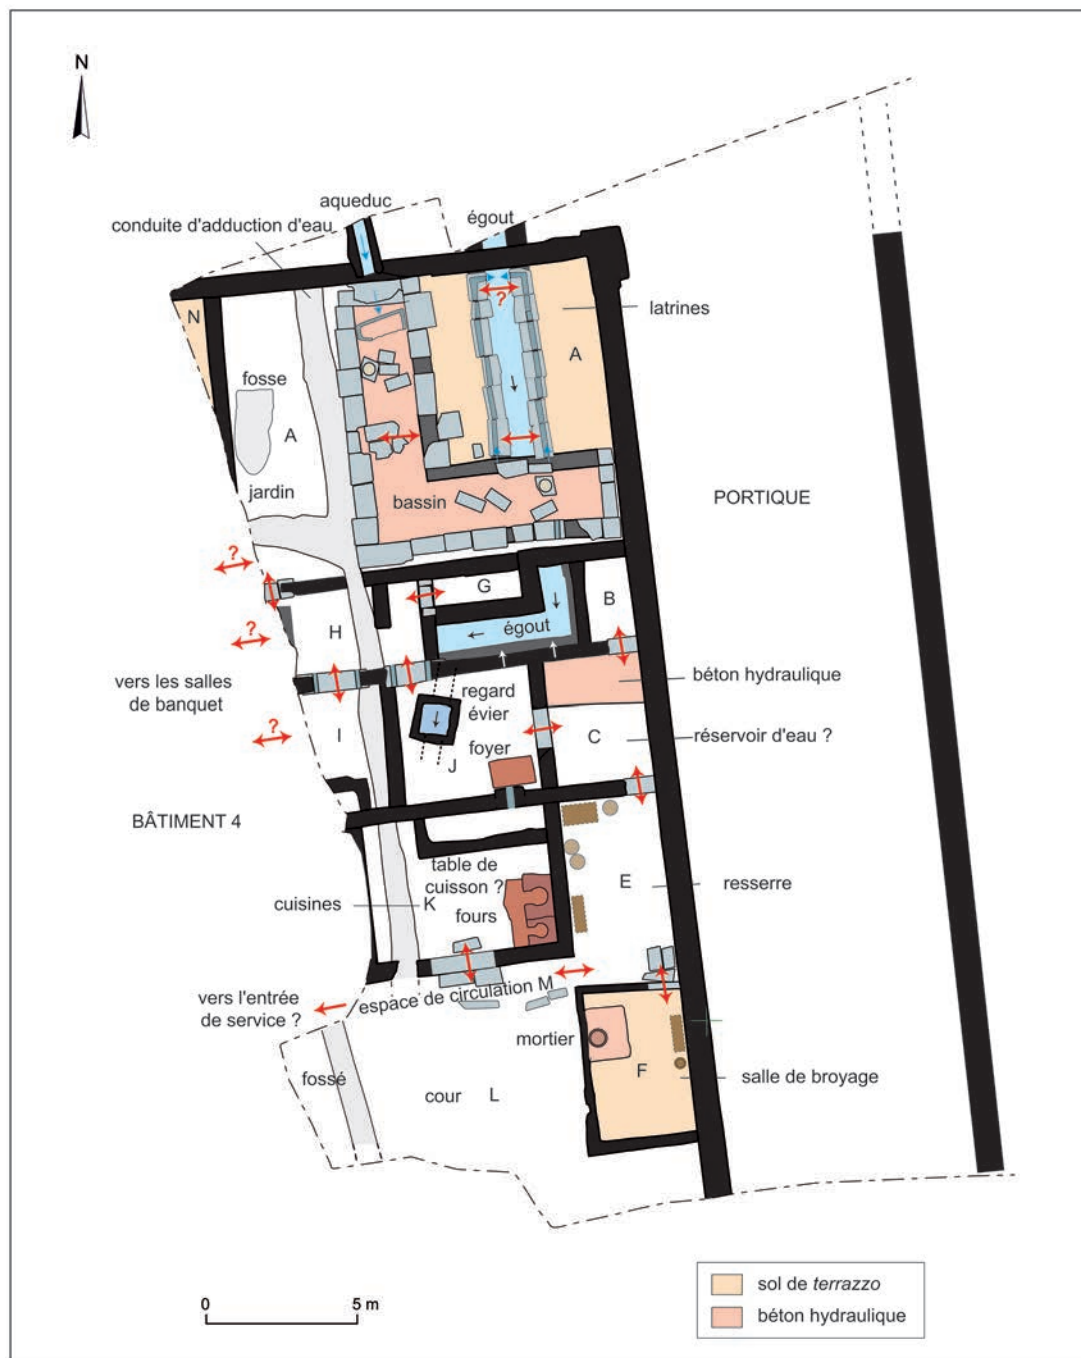 N
aqueduc
égout
conduite d'adduction d'eau
N
latrines
A
fosse
A
jardin
bassin
PORTIQUE
?
?
G
B
H
égout
?
vers les salles
de banquet
béton hydraulique
regard
évier
?
I
C
réservoir d'eau ?
foyer
J
BÂTIMENT 4
table de
cuisson ?
E
resserre
cuisines
K
fours
vers l'entrée
de service ?
espace de circulation M
mortier
fossé
F
salle de broyage
cour L
sol de terrazzo
béton hydraulique
0 5 m